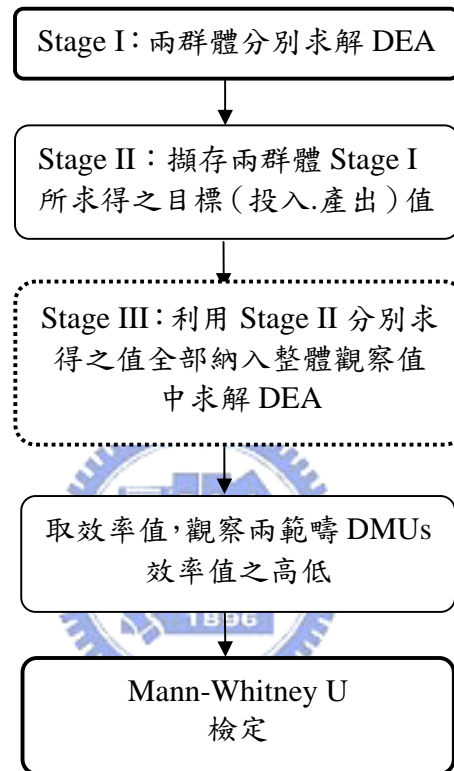 Stage I：兩群體分別求解 DEA
Stage II：擷存兩群體 Stage I
所求得之目標（投入.產出）值
Stage III：利用 Stage II 分別求
得之值全部納入整體觀察值
中求解 DEA
取效率值，觀察兩範疇 DMUs
效率值之高低
1896
Mann-Whitney U
檢定